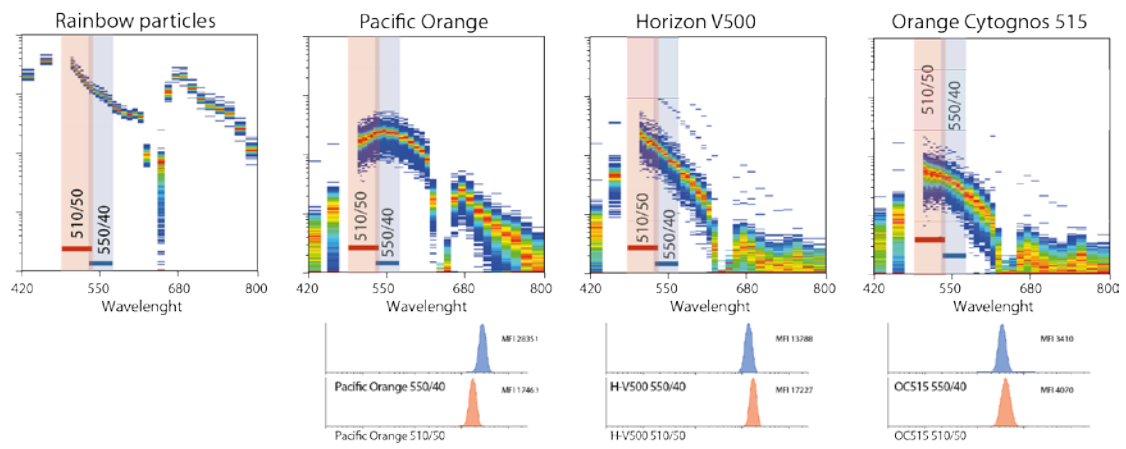 Rainbow particles
Pacific Orange
Horizon V500
Orange Cytognos 515
510/50
550/40
510/50
550/40
510/50
550/40
510/50
550/40
420 550 680 800
420 550 680 800
420 550 680 800
420 550 680 800
Wavelenght
Wavelenght
Wavelenght
Wavelenght
MFI 28351
Pacific Orange 550/40
MFI 17463
Pacific Orange 510/50
MFI 13788
H-V500 550/40
MFI 17227
H-V500 510/50
MFI 3410
OC515 550/40
MFI 4070
OC515 510/50